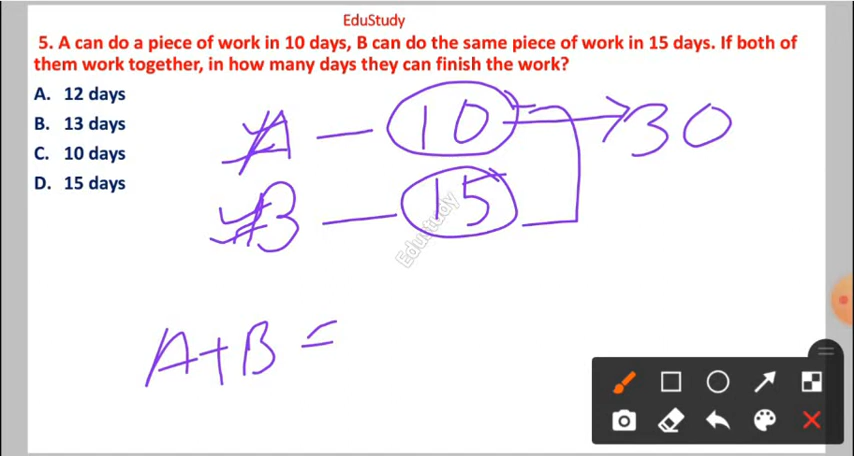 EduStudy
5. A can do a piece of work in 10 days, B can do the same piece of work in 15 days. If both of
them work together, in how many days they can finish the work?
A. 12 days
B. 13 days
C. 10 days
D. 15 days
A — 10 → 30
B — 15
Edustudy
A+B =